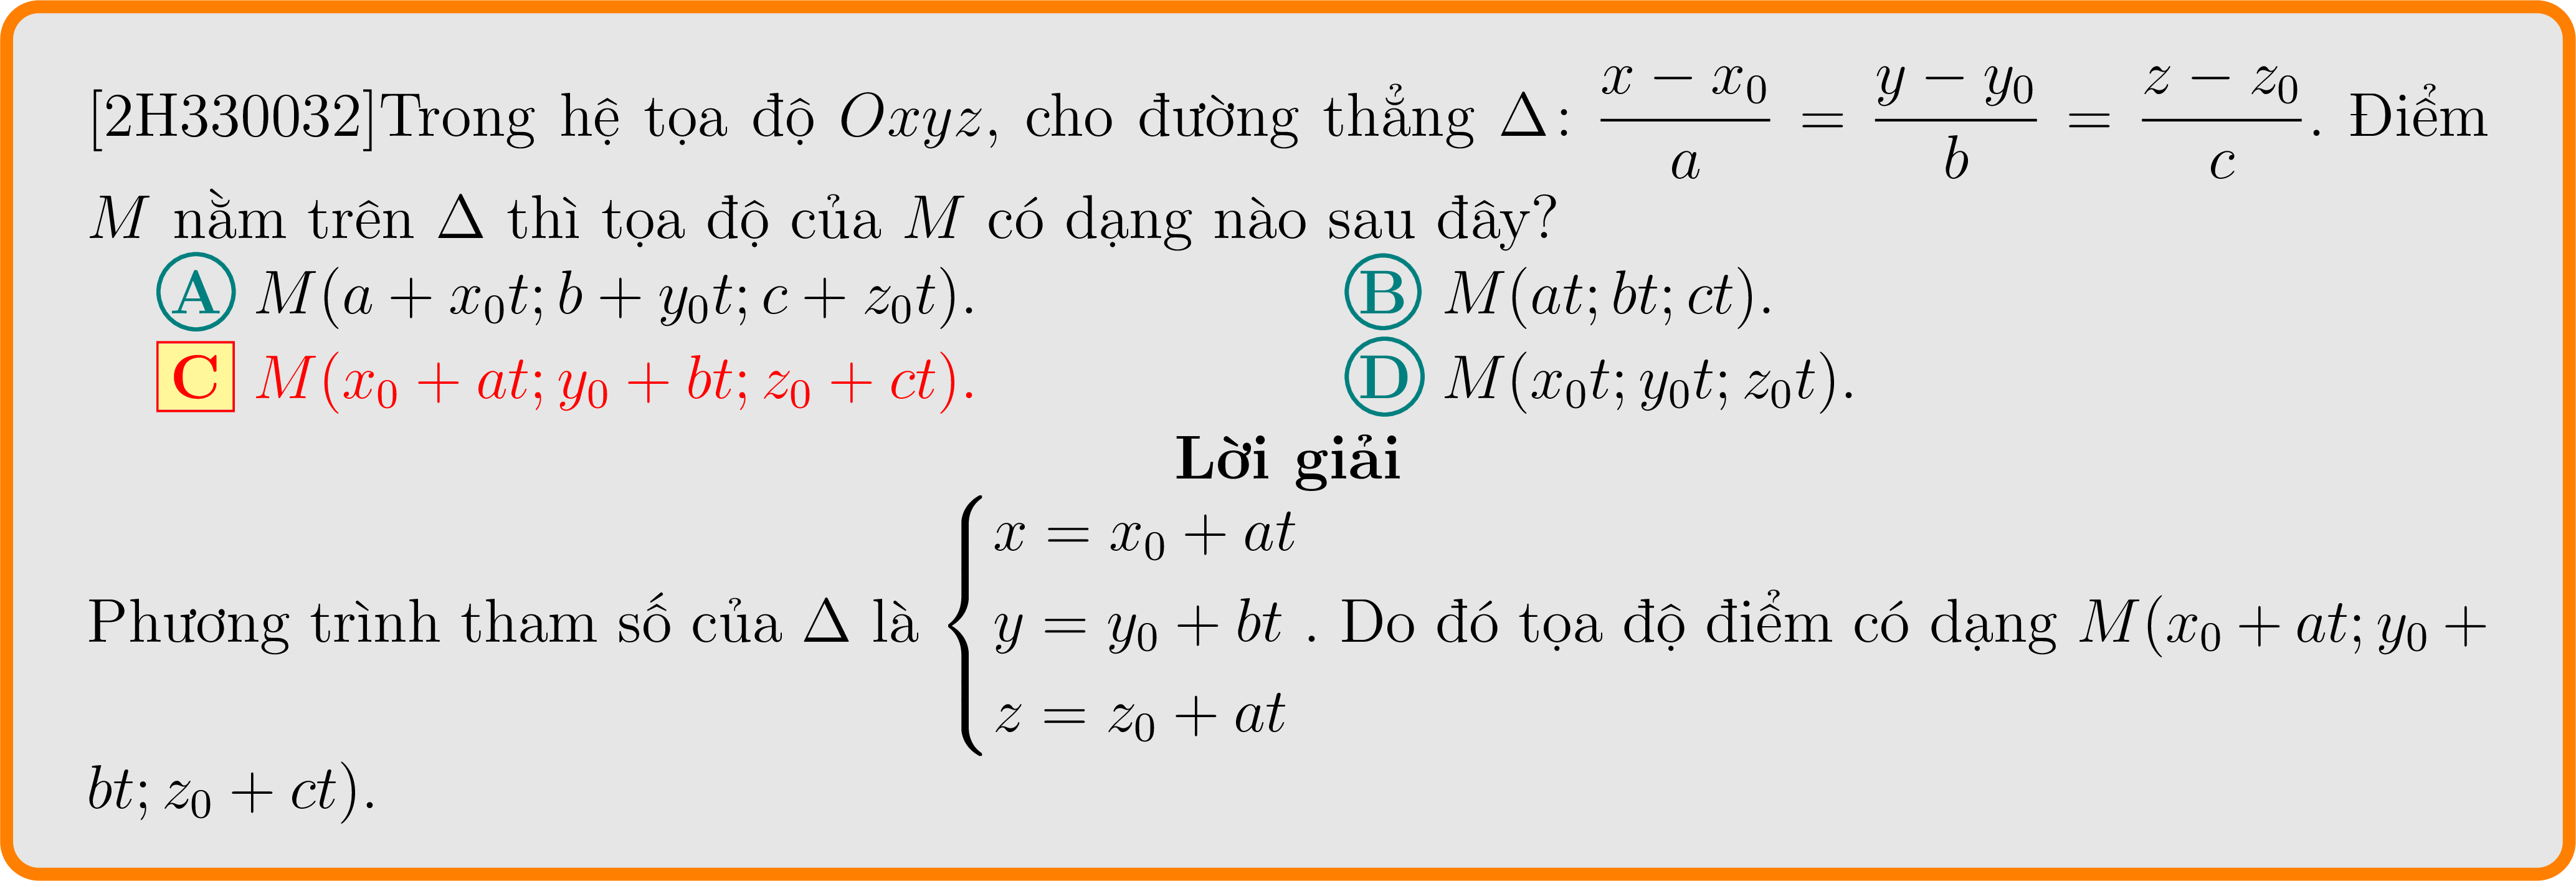 [2H330032]Trong hệ tọa độ Oxyz, cho đường thẳng Δ: \frac{x − x_0}{a} = \frac{y − y_0}{b} = \frac{z − z_0}{c}. Điểm
M nằm trên Δ thì tọa độ của M có dạng nào sau đây?
A M(a + x_0t; b + y_0t; c + z_0t). B M(at; bt; ct).
C M(x_0 + at; y_0 + bt; z_0 + ct). D M(x_0t; y_0t; z_0t).
Lời giải
Phương trình tham số của Δ là \begin{cases} x = x_0 + at \\ y = y_0 + bt \\ z = z_0 + at \end{cases}. Do đó tọa độ điểm có dạng M(x_0 + at; y_0 +
bt; z_0 + ct).